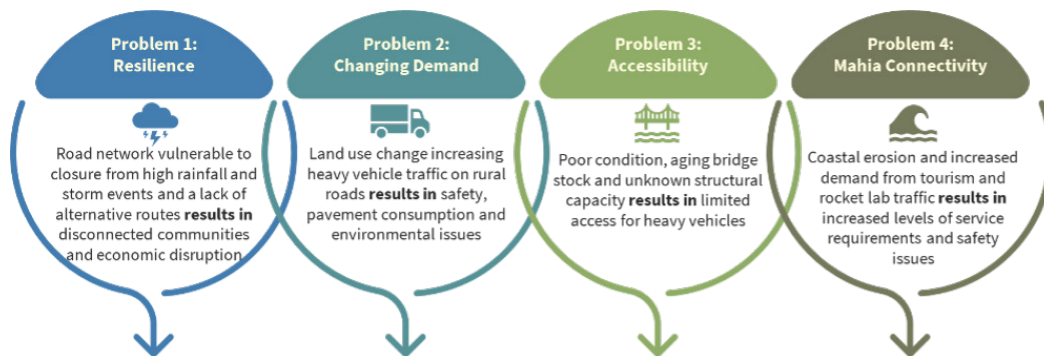 Problem 1:
Resilience
Road network vulnerable to
closure from high rainfall and
storm events and a lack of
alternative routes results in
disconnected communities
and economic disruption
Problem 2:
Changing Demand
Land use change increasing
heavy vehicle traffic on rural
roads results in safety,
pavement consumption and
environmental issues
Problem 3:
Accessibility
Poor condition, aging bridge
stock and unknown structural
capacity results in limited
access for heavy vehicles
Problem 4:
Mahia Connectivity
Coastal erosion and increased
demand from tourism and
rocket lab traffic results in
increased levels of service
requirements and safety
issues